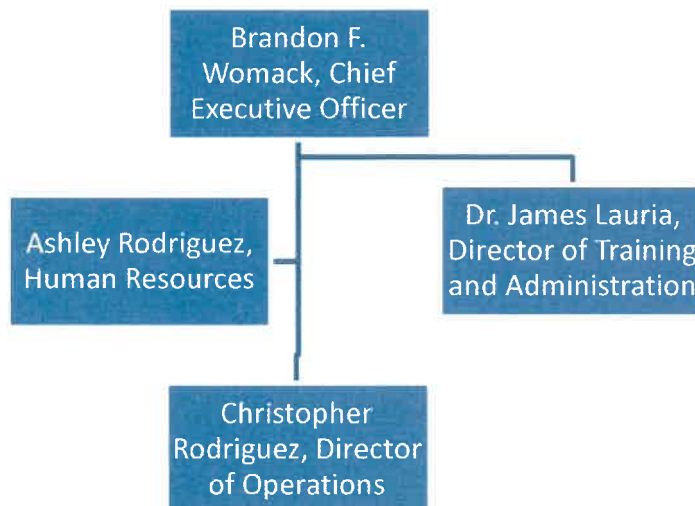 Brandon F.
Womack, Chief
Executive Officer
Ashley Rodriguez,
Human Resources
Dr. James Lauria,
Director of Training
and Administration
Christopher
Rodriguez, Director
of Operations